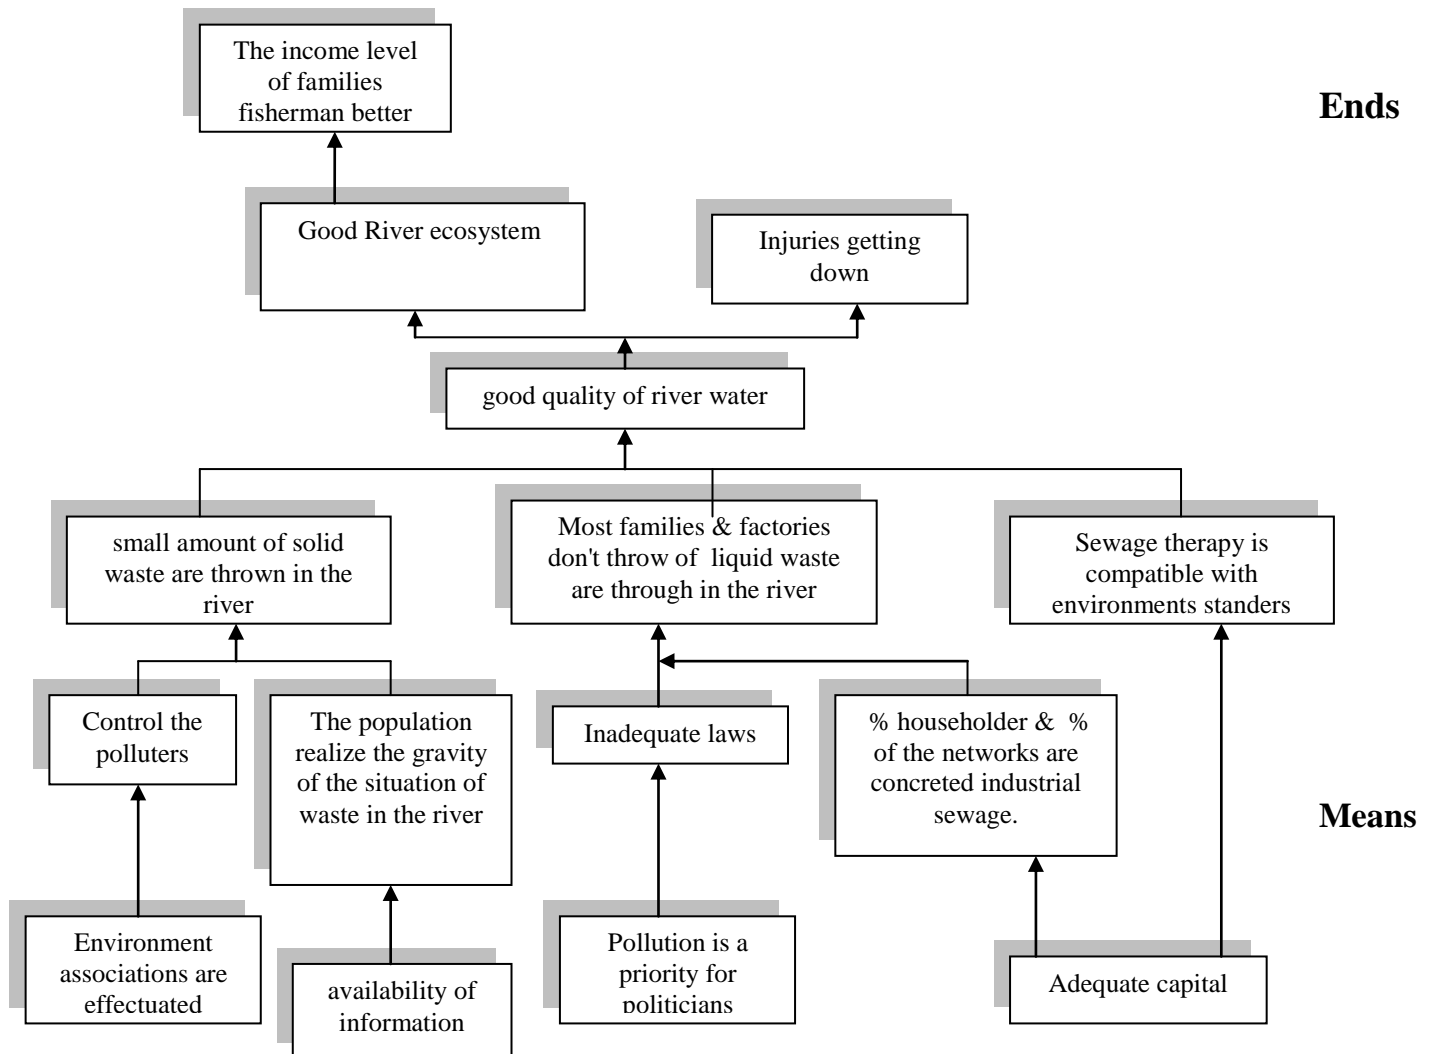 The income level
of families
fisherman better
Ends
Good River ecosystem
Injuries getting
down
good quality of river water
small amount of solid
waste are thrown in the
river
Most families & factories
don't throw of liquid waste
are through in the river
Sewage therapy is
compatible with
environments standers
Control the
polluters
The population
realize the gravity
of the situation of
waste in the river
Inadequate laws
% householder & %
of the networks are
concreted industrial
sewage.
Means
Environment
associations are
effectuated
availability of
information
Pollution is a
priority for
politicians
Adequate capital